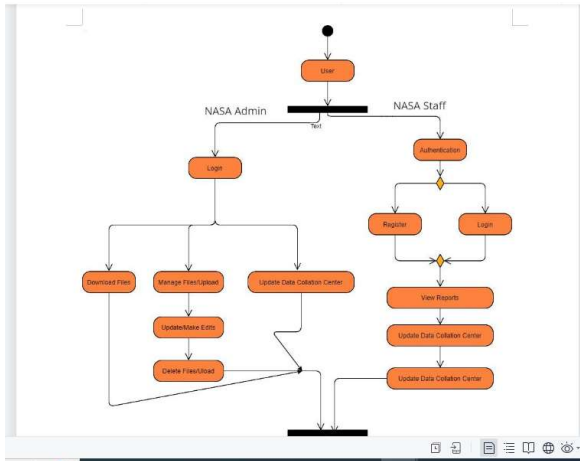 User
NASA Admin
NASA Staff
Text
Authentication
Login
Register
Login
Download Files
Manage Files/Upload
Update Data Collation Center
View Reports
Update/Make Edits
Update Data Collation Center
Delete Files/Uload
Update Data Collation Center